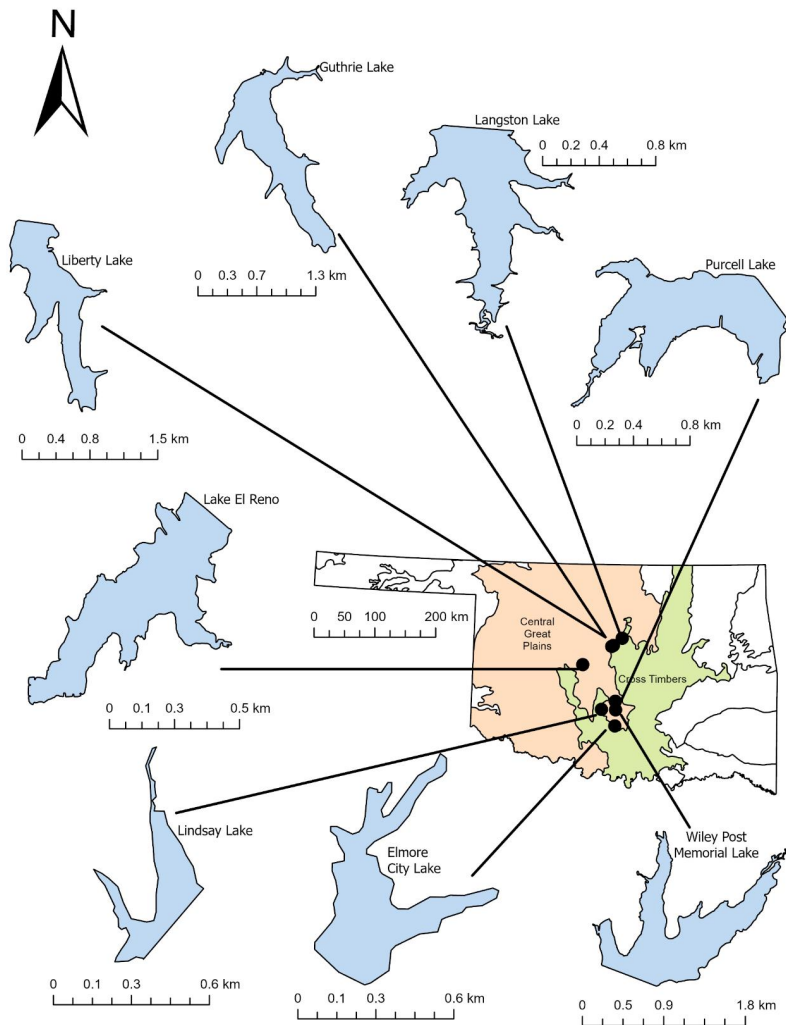 N
Guthrie Lake
0 0.3 0.7 1.3 km
Langston Lake
0 0.2 0.4 0.8 km
Liberty Lake
0 0.4 0.8 1.5 km
Purcell Lake
0 0.2 0.4 0.8 km
Lake El Reno
0 0.1 0.3 0.5 km
0 50 100 200 km
Central
Great
Plains
Cross Timbers
Lindsay Lake
0 0.1 0.3 0.6 km
Elmore
City Lake
0 0.1 0.3 0.6 km
Wiley Post
Memorial Lake
0 0.5 0.9 1.8 km